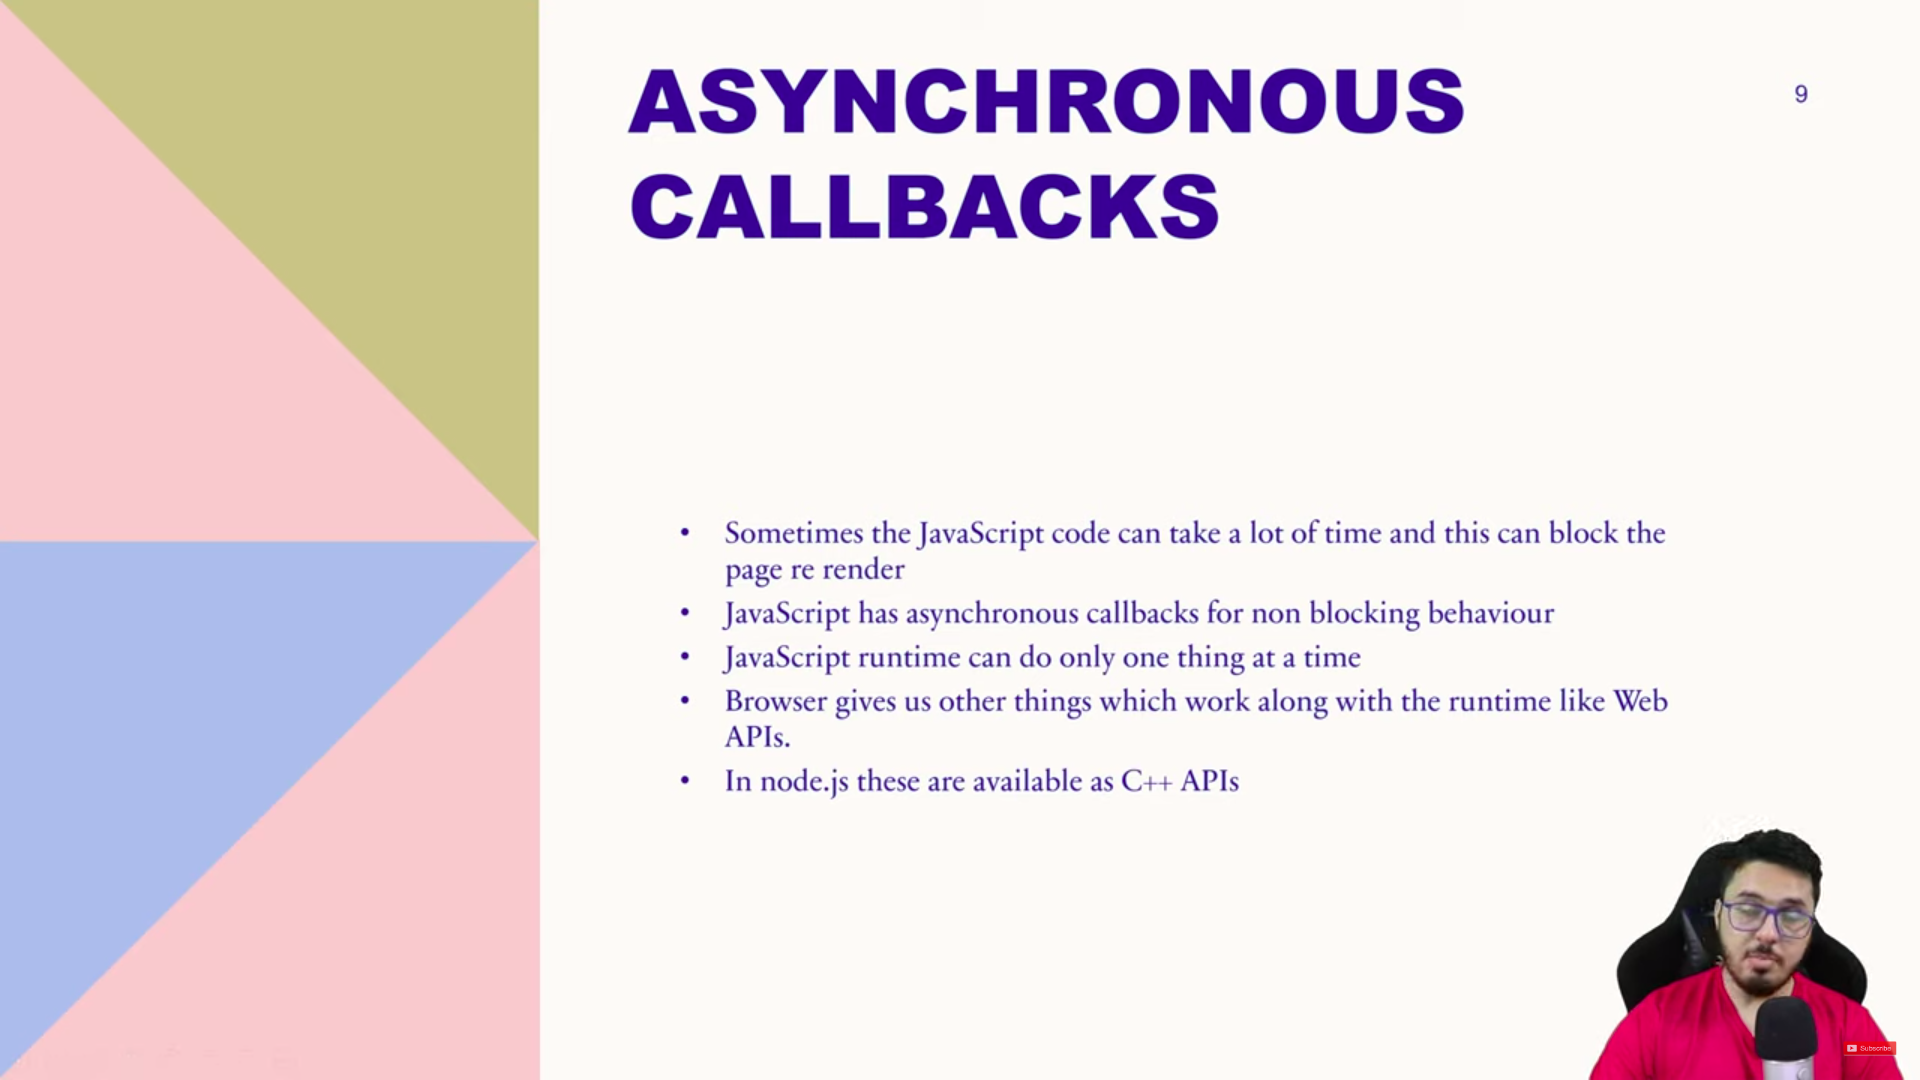 ASYNCHRONOUS
CALLBACKS
9
• Sometimes the JavaScript code can take a lot of time and this can block the
page re render
• JavaScript has asynchronous callbacks for non blocking behaviour
• JavaScript runtime can do only one thing at a time
• Browser gives us other things which work along with the runtime like Web
APIs.
• In node.js these are available as C++ APIs
Subscribe